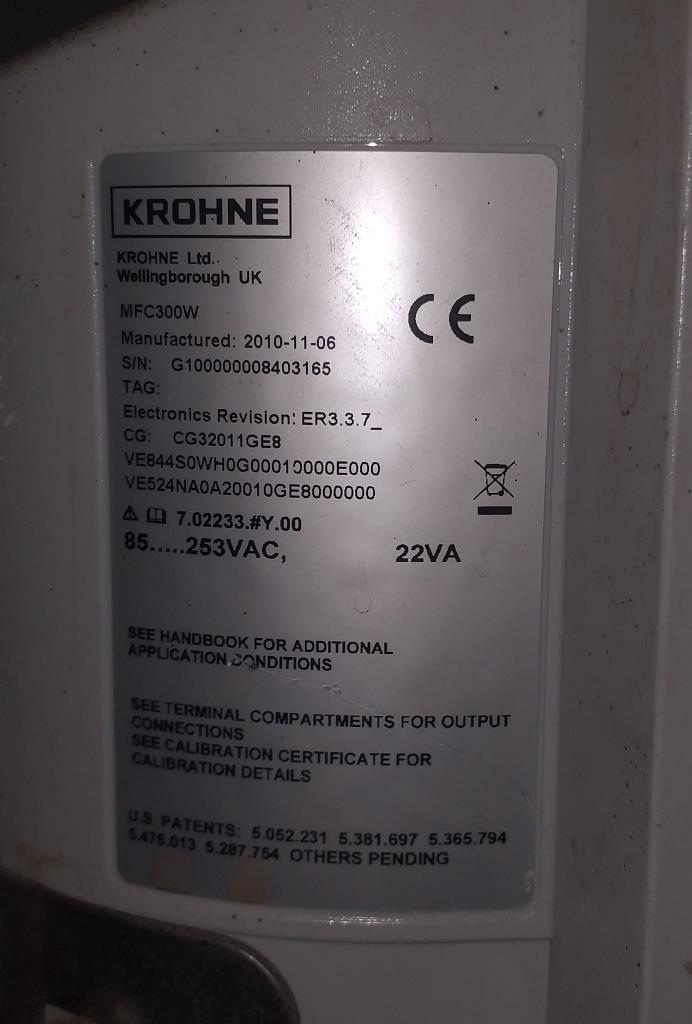 KROHNE
KROHNE Ltd.
Wellingborough UK
MFC300W
CE
Manufactured: 2010-11-06
S/N: G100000008403165
TAG:
Electronics Revision: ER3.3.7_
CG: CG32011GE8
VE844S0WH0G00010000E000
VE524NA0A20010GE8000000
7.02233.#Y.00
85.....253VAC, 22VA
SEE HANDBOOK FOR ADDITIONAL
APPLICATION CONDITIONS
SEE TERMINAL COMPARTMENTS FOR OUTPUT
CONNECTIONS
SEE CALIBRATION CERTIFICATE FOR
CALIBRATION DETAILS
U.S. PATENTS: 5.052.231 5.381.697 5.365.794
5.476.013 5.287.754 OTHERS PENDING